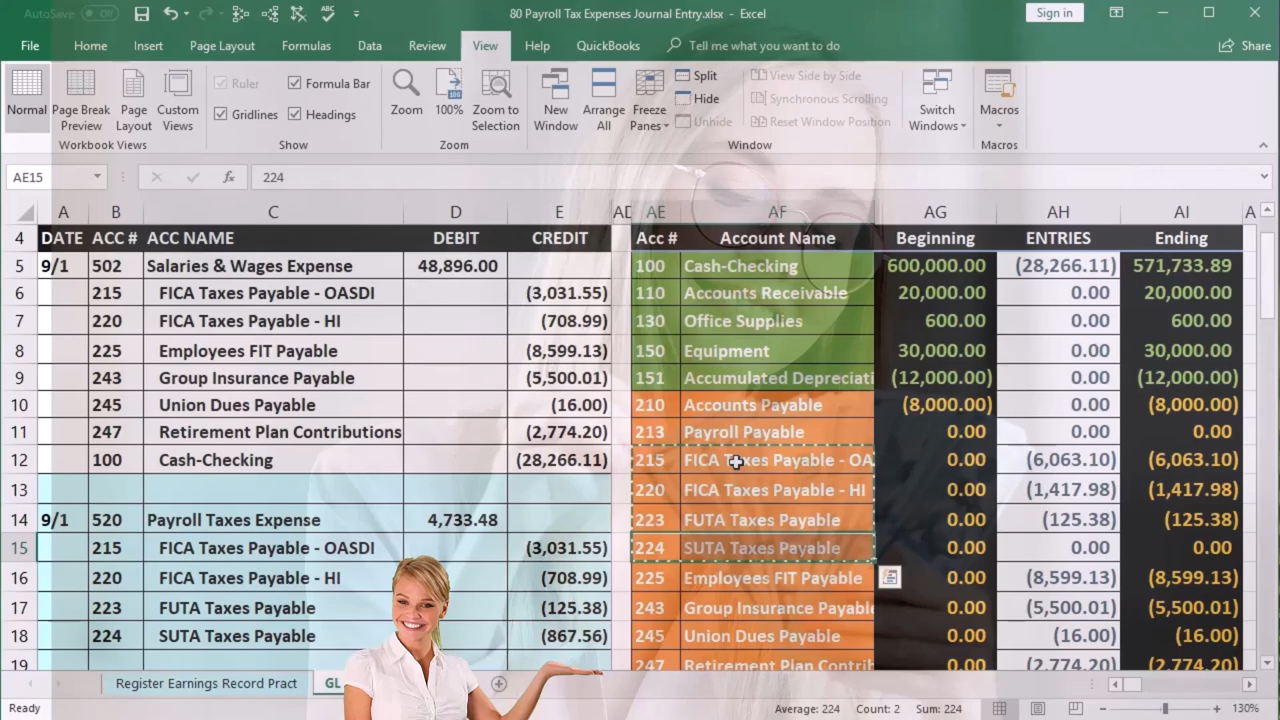 AutoSave Off 80 Payroll Tax Expenses Journal Entry.xlsx - Excel Sign in
File Home Insert Page Layout Formulas Data Review View Help QuickBooks Tell me what you want to do Share
Normal Page Break Preview Page Layout Custom Views
Workbook Views
Ruler Formula Bar
Gridlines Headings
Show
Zoom 100% Zoom to Selection
Zoom
New Window Arrange All Freeze Panes
Split
Hide
Unhide
View Side by Side
Synchronous Scrolling
Reset Window Position
Window
Switch Windows
Macros
Macros
AE15 fx 224
A B C D E AD AE AF AG AH AI A
4 DATE ACC # ACC NAME DEBIT CREDIT Acc # Account Name Beginning ENTRIES Ending
5 9/1 502 Salaries & Wages Expense 48,896.00 100 Cash-Checking 600,000.00 (28,266.11) 571,733.89
6 215 FICA Taxes Payable - OASDI (3,031.55) 110 Accounts Receivable 20,000.00 0.00 20,000.00
7 220 FICA Taxes Payable - HI (708.99) 130 Office Supplies 600.00 0.00 600.00
8 225 Employees FIT Payable (8,599.13) 150 Equipment 30,000.00 0.00 30,000.00
9 243 Group Insurance Payable (5,500.01) 151 Accumulated Depreciati (12,000.00) 0.00 (12,000.00)
10 245 Union Dues Payable (16.00) 210 Accounts Payable (8,000.00) 0.00 (8,000.00)
11 247 Retirement Plan Contributions (2,774.20) 213 Payroll Payable 0.00 0.00 0.00
12 100 Cash-Checking (28,266.11) 215 FICA Taxes Payable - OA 0.00 (6,063.10) (6,063.10)
13 220 FICA Taxes Payable - HI 0.00 (1,417.98) (1,417.98)
14 9/1 520 Payroll Taxes Expense 4,733.48 223 FUTA Taxes Payable 0.00 (125.38) (125.38)
15 215 FICA Taxes Payable - OASDI (3,031.55) 224 SUTA Taxes Payable 0.00 0.00 0.00
16 220 FICA Taxes Payable - HI (708.99) 225 Employees FIT Payable 0.00 (8,599.13) (8,599.13)
17 223 FUTA Taxes Payable (125.38) 243 Group Insurance Payable 0.00 (5,500.01) (5,500.01)
18 224 SUTA Taxes Payable (867.56) 245 Union Dues Payable 0.00 (16.00) (16.00)
19 247 Retirement Plan Contrib 0.00 (2,774.20) (2,774.20)
Register Earnings Record Pract GL
Ready Average: 224 Count: 2 Sum: 224 130%